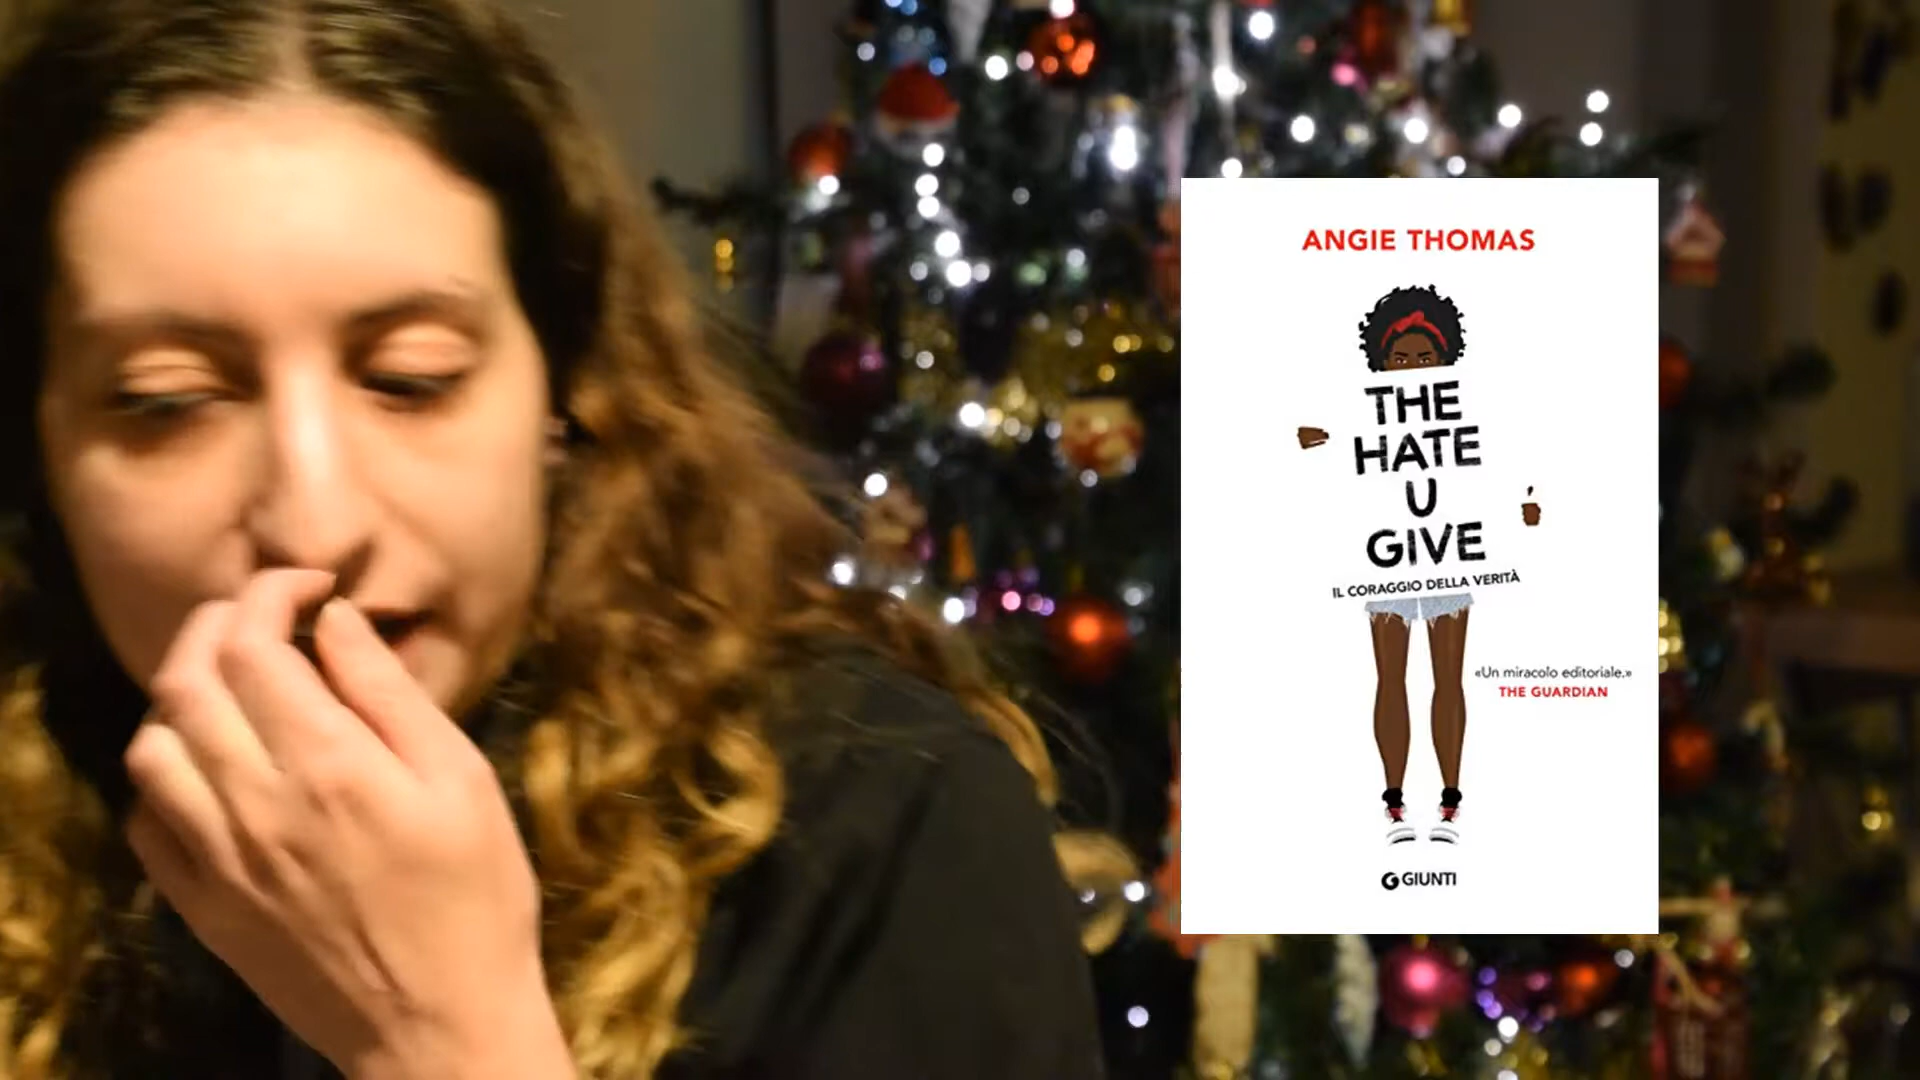 ANGIE THOMAS
THE
HATE
U
GIVE
IL CORAGGIO DELLA VERITÀ
«Un miracolo editoriale.»
THE GUARDIAN
GIUNTI